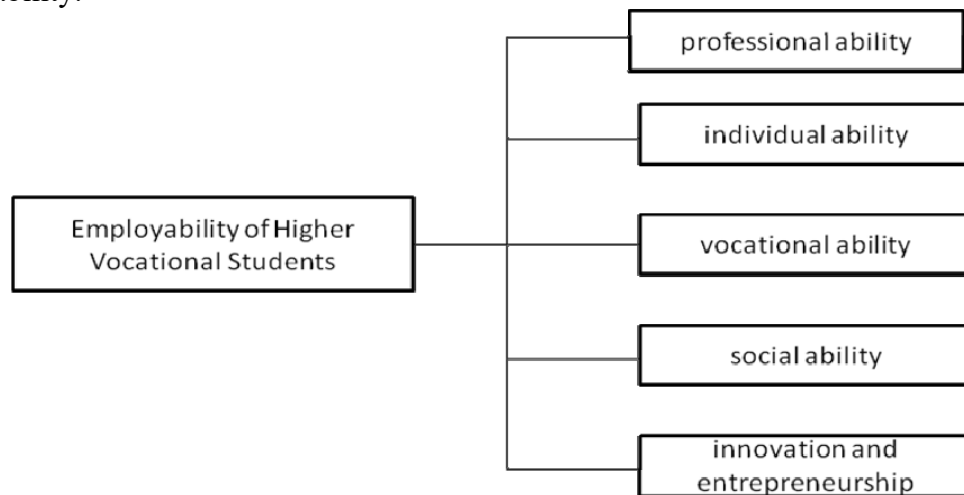 professional ability
individual ability
Employability of Higher
Vocational Students
vocational ability
social ability
innovation and
entrepreneurship